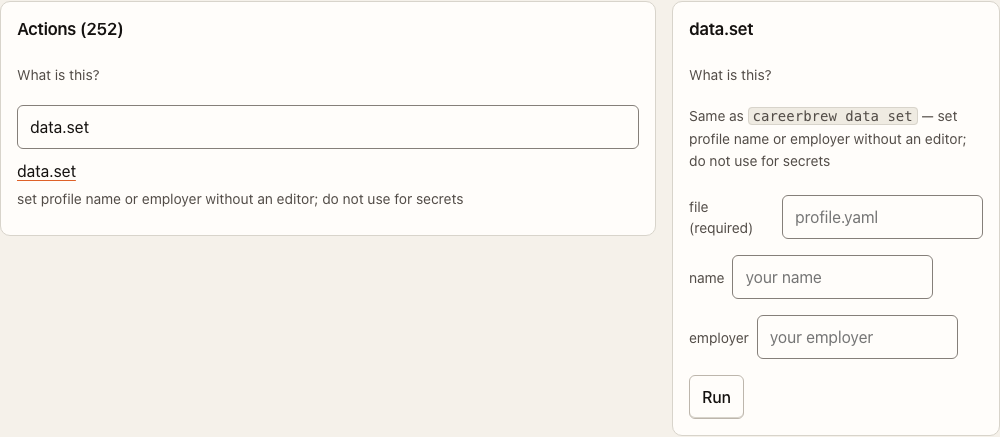 Actions (252)
What is this?
data.set
data.set
set profile name or employer without an editor; do not use for secrets
data.set
What is this?
Same as careerbrew data set — set
profile name or employer without an editor;
do not use for secrets
file
(required)
profile.yaml
name
your name
employer
your employer
Run